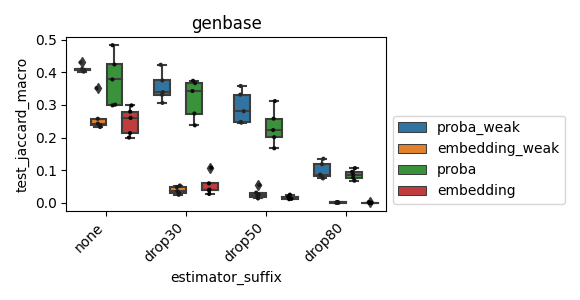 genbase
test_jaccard_macro
0.5
0.4
0.3
0.2
0.1
0.0
none
drop30
drop50
drop80
estimator_suffix
proba_weak
embedding_weak
proba
embedding